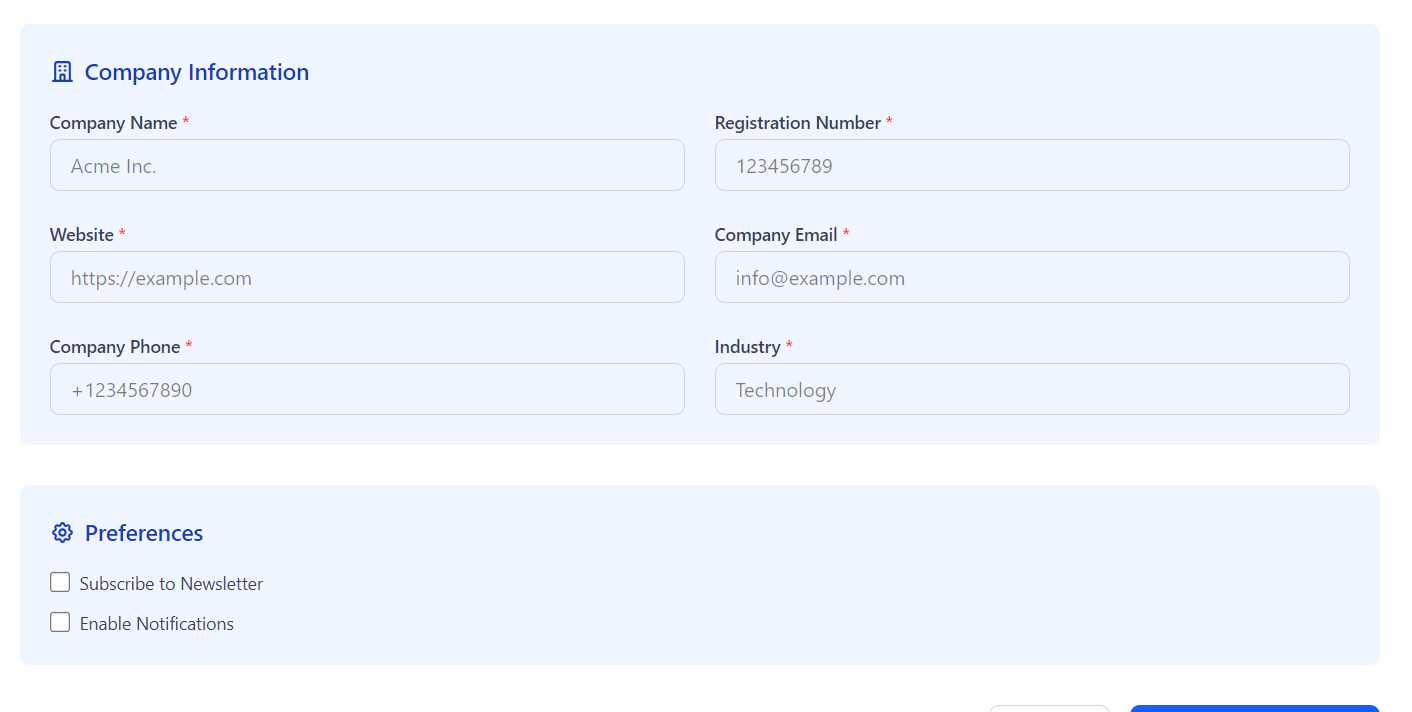 Company Information
Company Name *
Registration Number *
Acme Inc.
123456789
Website *
Company Email *
https://example.com
info@example.com
Company Phone *
Industry *
+1234567890
Technology
Preferences
Subscribe to Newsletter
Enable Notifications